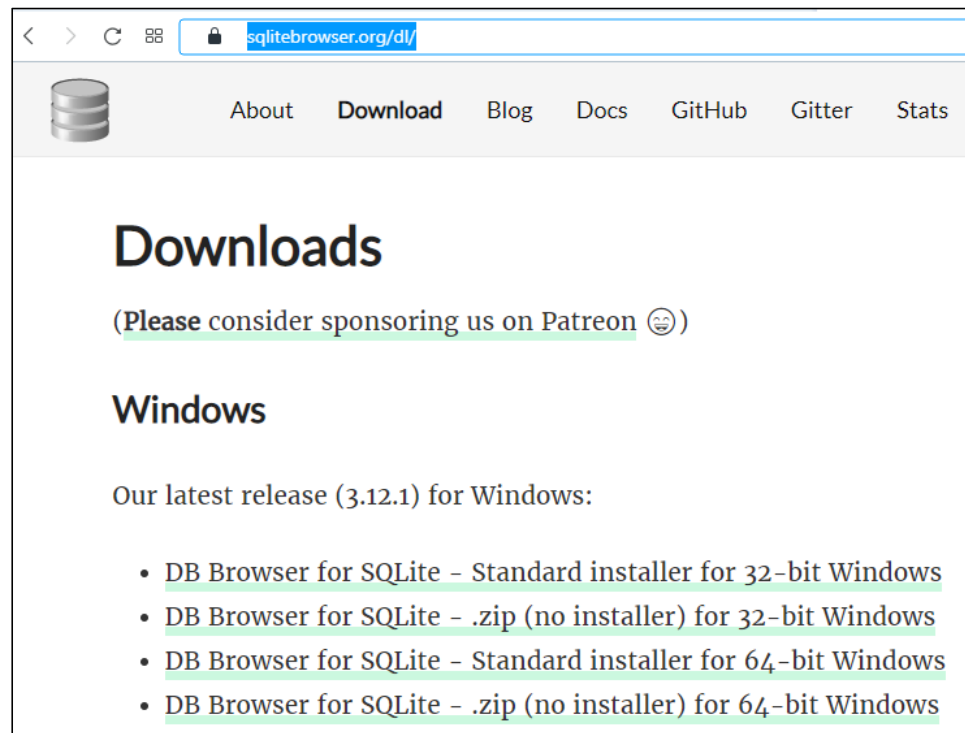 sqlitebrowser.org/dl/
About Download Blog Docs GitHub Gitter Stats
Downloads
(Please consider sponsoring us on Patreon 😄)
Windows
Our latest release (3.12.1) for Windows:
• DB Browser for SQLite - Standard installer for 32-bit Windows
• DB Browser for SQLite - .zip (no installer) for 32-bit Windows
• DB Browser for SQLite - Standard installer for 64-bit Windows
• DB Browser for SQLite - .zip (no installer) for 64-bit Windows